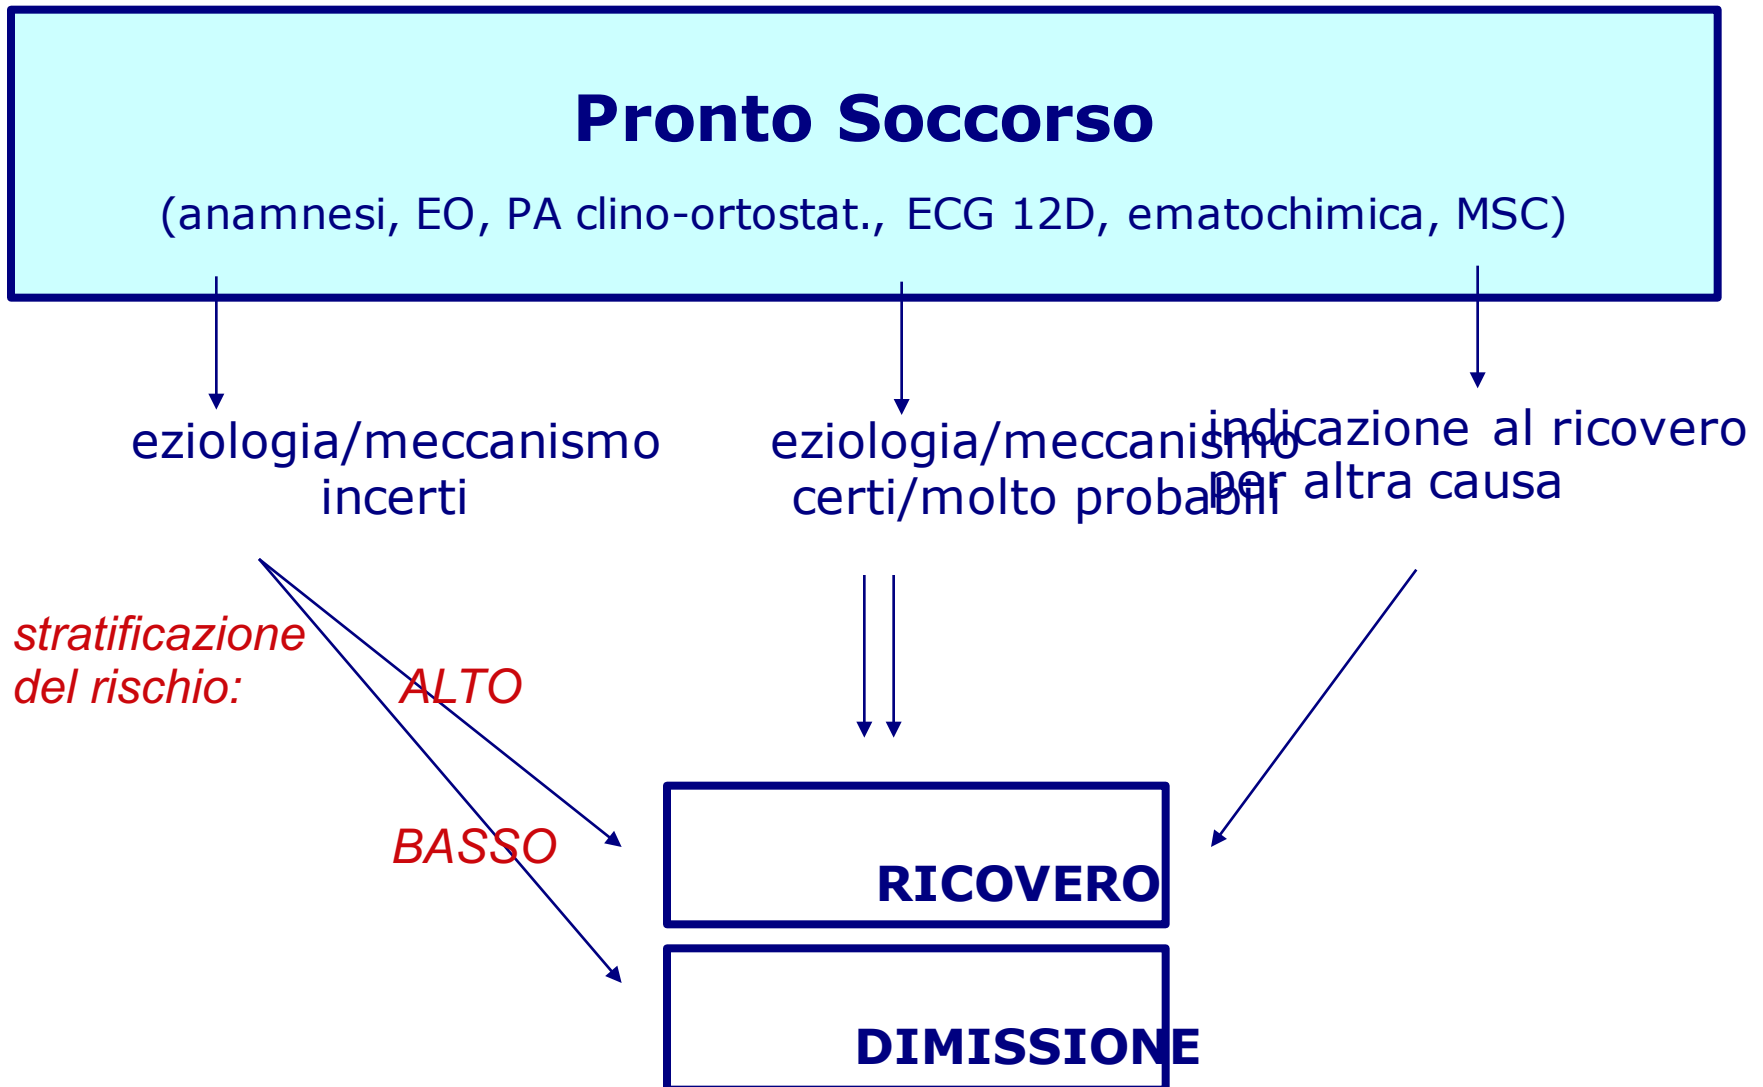 Pronto Soccorso
(anamnesi, EO, PA clino-ortostat., ECG 12D, ematochimica, MSC)
eziologia/meccanismo
incerti
eziologia/meccanismo
certi/molto probabili
indicazione al ricovero
per altra causa
stratificazione
del rischio:
ALTO
BASSO
RICOVERO
DIMISSIONE